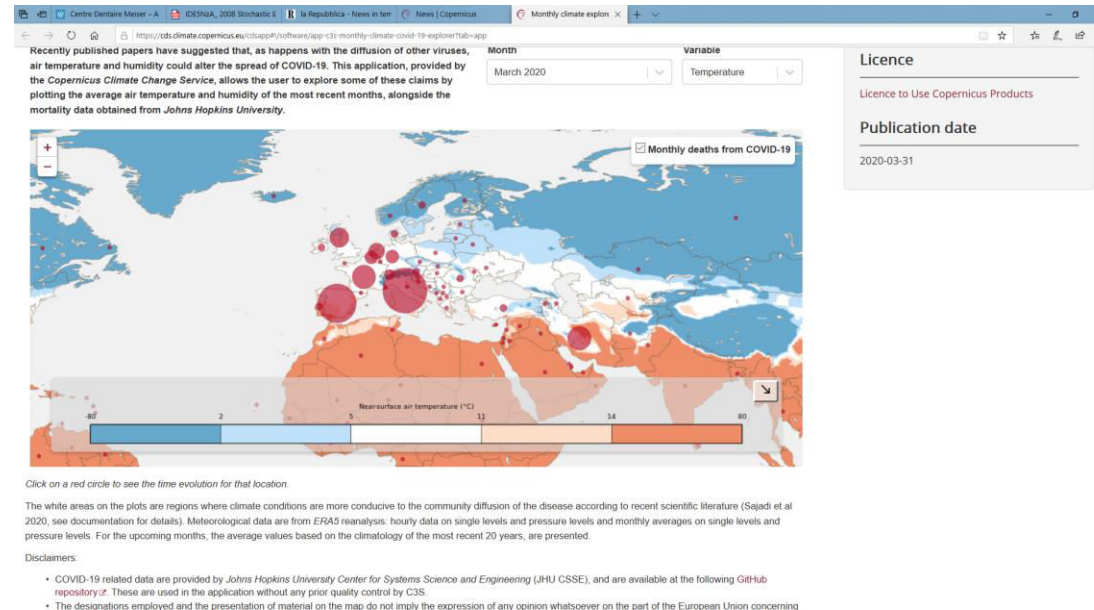 Centre Dentaire Meiser – A
IDESNzA_ 2008 Stochastic E
la Repubblica - News in tem
News | Copernicus
Monthly climate explor
https://cds.climate.copernicus.eu/cdsapp#!/software/app-c3s-monthly-climate-covid-19-explorer?tab=app
Recently published papers have suggested that, as happens with the diffusion of other viruses,
air temperature and humidity could alter the spread of COVID-19. This application, provided by
the Copernicus Climate Change Service, allows the user to explore some of these claims by
plotting the average air temperature and humidity of the most recent months, alongside the
mortality data obtained from Johns Hopkins University.
Month
March 2020
Variable
Temperature
Licence
Licence to Use Copernicus Products
Publication date
2020-03-31
+
−
Monthly deaths from COVID-19
Near-surface air temperature (°C)
-80 2 5 11 14 80
Click on a red circle to see the time evolution for that location.
The white areas on the plots are regions where climate conditions are more conducive to the community diffusion of the disease according to recent scientific literature (Sajadi et al
2020, see documentation for details). Meteorological data are from ERA5 reanalysis: hourly data on single levels and pressure levels and monthly averages on single levels and
pressure levels. For the upcoming months, the average values based on the climatology of the most recent 20 years, are presented.
Disclaimers:
• COVID-19 related data are provided by Johns Hopkins University Center for Systems Science and Engineering (JHU CSSE), and are available at the following GitHub
repository. These are used in the application without any prior quality control by C3S.
• The designations employed and the presentation of material on the map do not imply the expression of any opinion whatsoever on the part of the European Union concerning